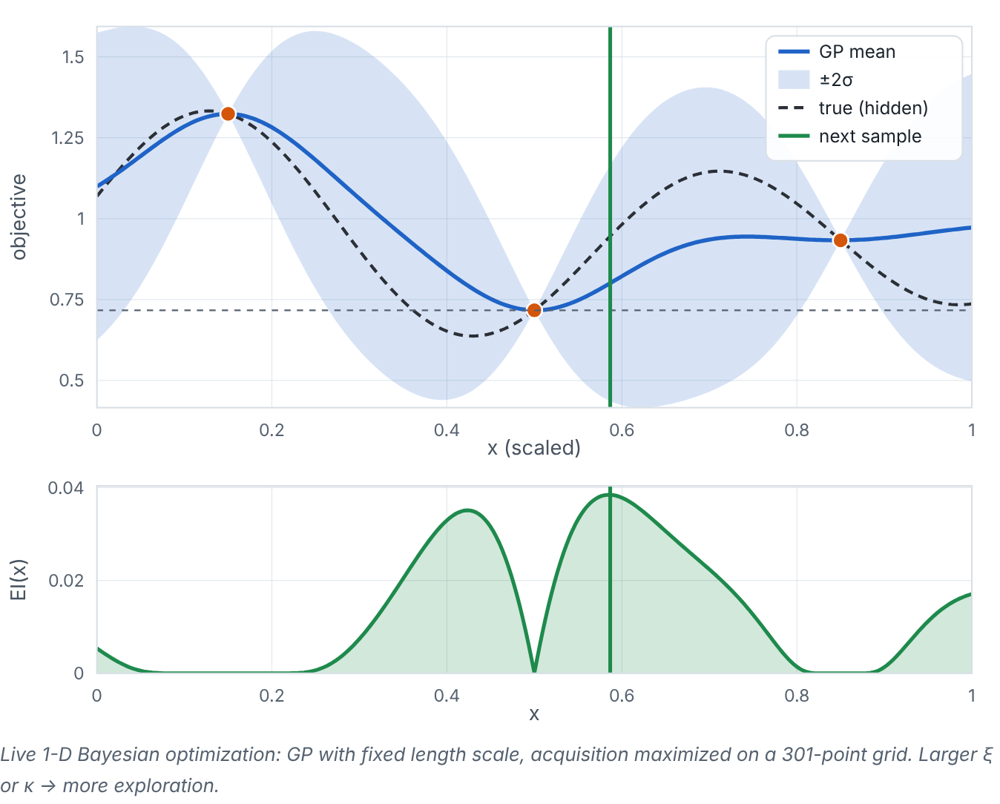 1.5
1.25
1
0.75
0.5
objective
GP mean
±2σ
true (hidden)
next sample
0 0.2 0.4 0.6 0.8 1
x (scaled)
0.04
0.02
0
EI(x)
0 0.2 0.4 0.6 0.8 1
x
Live 1-D Bayesian optimization: GP with fixed length scale, acquisition maximized on a 301-point grid. Larger ξ
or κ → more exploration.